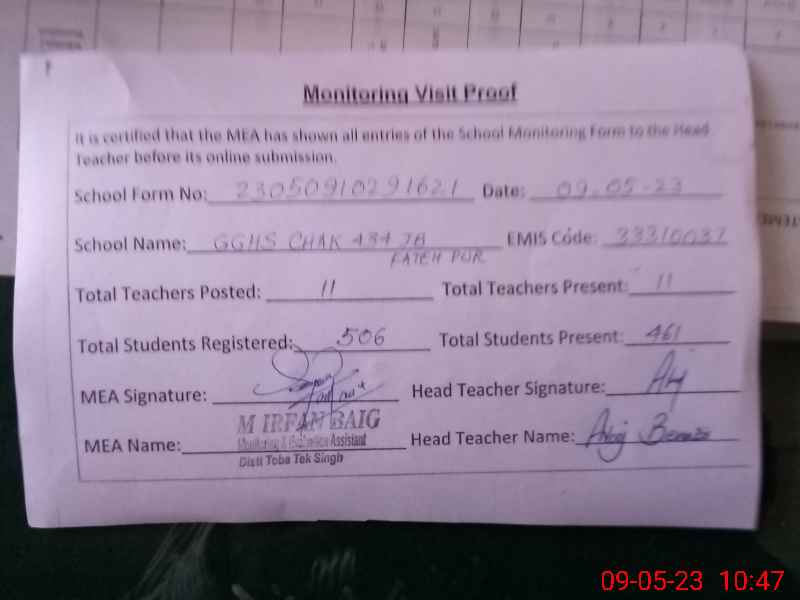 Monitoring Visit Proof
It is certified that the MEA has shown all entries of the School Monitoring Form to the Head
Teacher before its online submission.
School Form No: 23050910291621 Date: 09-05-23
School Name: GGHS CHAK 434 JB EMIS Code: 33310037
FATEH PUR
Total Teachers Posted: 11 Total Teachers Present: 11
Total Students Registered: 506 Total Students Present: 461
MEA Signature: Head Teacher Signature:
M IRFAN BAIG
MEA Name: Monitoring & Evaluation Assistant Head Teacher Name:
Distt Toba Tek Singh
09-05-23 10:47